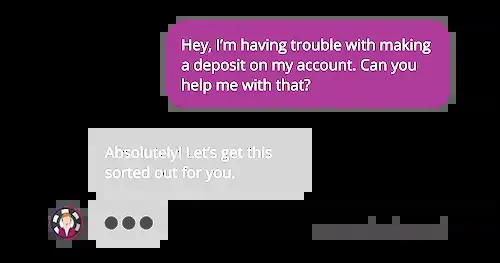 Hey, I'm having trouble with making
a deposit on my account. Can you
help me with that?
Absolutely! Let's get this
sorted out for you.